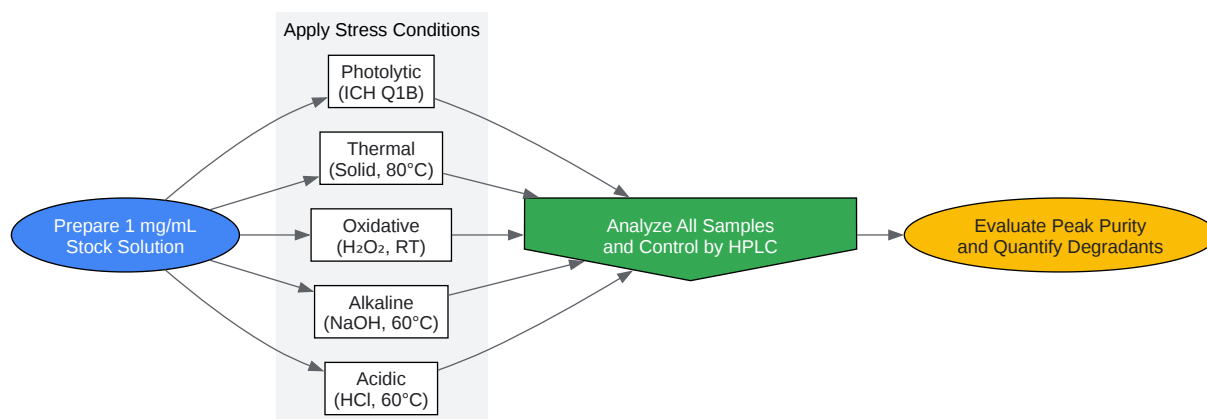 Apply Stress Conditions
Photolytic
(ICH Q1B)
Thermal
(Solid, 80°C)
Prepare 1 mg/mL
Stock Solution
Oxidative
(H₂O₂, RT)
Analyze All Samples
and Control by HPLC
Evaluate Peak Purity
and Quantify Degradants
Alkaline
(NaOH, 60°C)
Acidic
(HCl, 60°C)